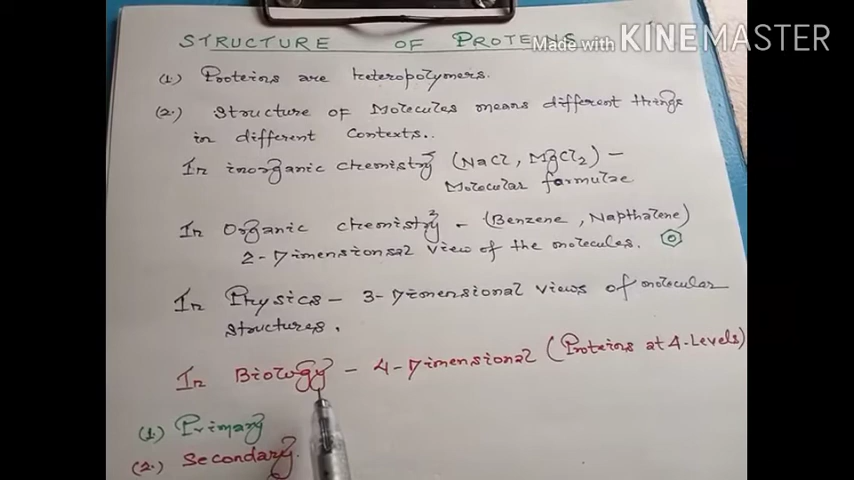 STRUCTURE OF PROTEINS
Made with KINEMASTER
(1.) Proteins are heteropolymers.
(2.) Structure of Molecules means different things
in different Contexts..
In inorganic chemistry (NaCl, MgCl2) –
Molecular formulae
In Organic chemistry – (Benzene, Napthalene)
2-Dimensionsal view of the molecules.
In Physics – 3-Dimensional views of molecular
structures.
In Biology – 4-Dimensional (Proteins at 4-Levels)
(1.) Primary
(2.) Secondary.